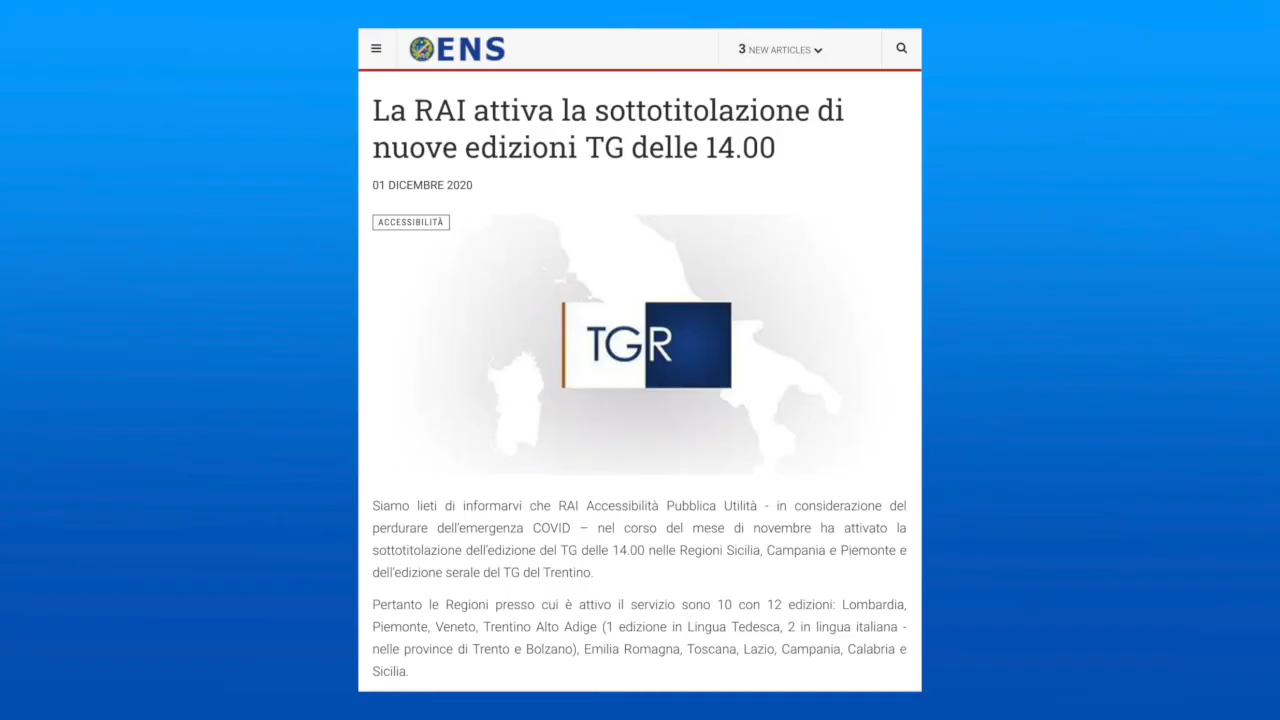 ENS
3 NEW ARTICLES
La RAI attiva la sottotitolazione di
nuove edizioni TG delle 14.00
01 DICEMBRE 2020
ACCESSIBILITÀ
TGR
Siamo lieti di informarvi che RAI Accessibilità Pubblica Utilità - in considerazione del
perdurare dell'emergenza COVID – nel corso del mese di novembre ha attivato la
sottotitolazione dell'edizione del TG delle 14.00 nelle Regioni Sicilia, Campania e Piemonte e
dell'edizione serale del TG del Trentino.
Pertanto le Regioni presso cui è attivo il servizio sono 10 con 12 edizioni: Lombardia,
Piemonte, Veneto, Trentino Alto Adige (1 edizione in Lingua Tedesca, 2 in lingua italiana -
nelle province di Trento e Bolzano), Emilia Romagna, Toscana, Lazio, Campania, Calabria e
Sicilia.